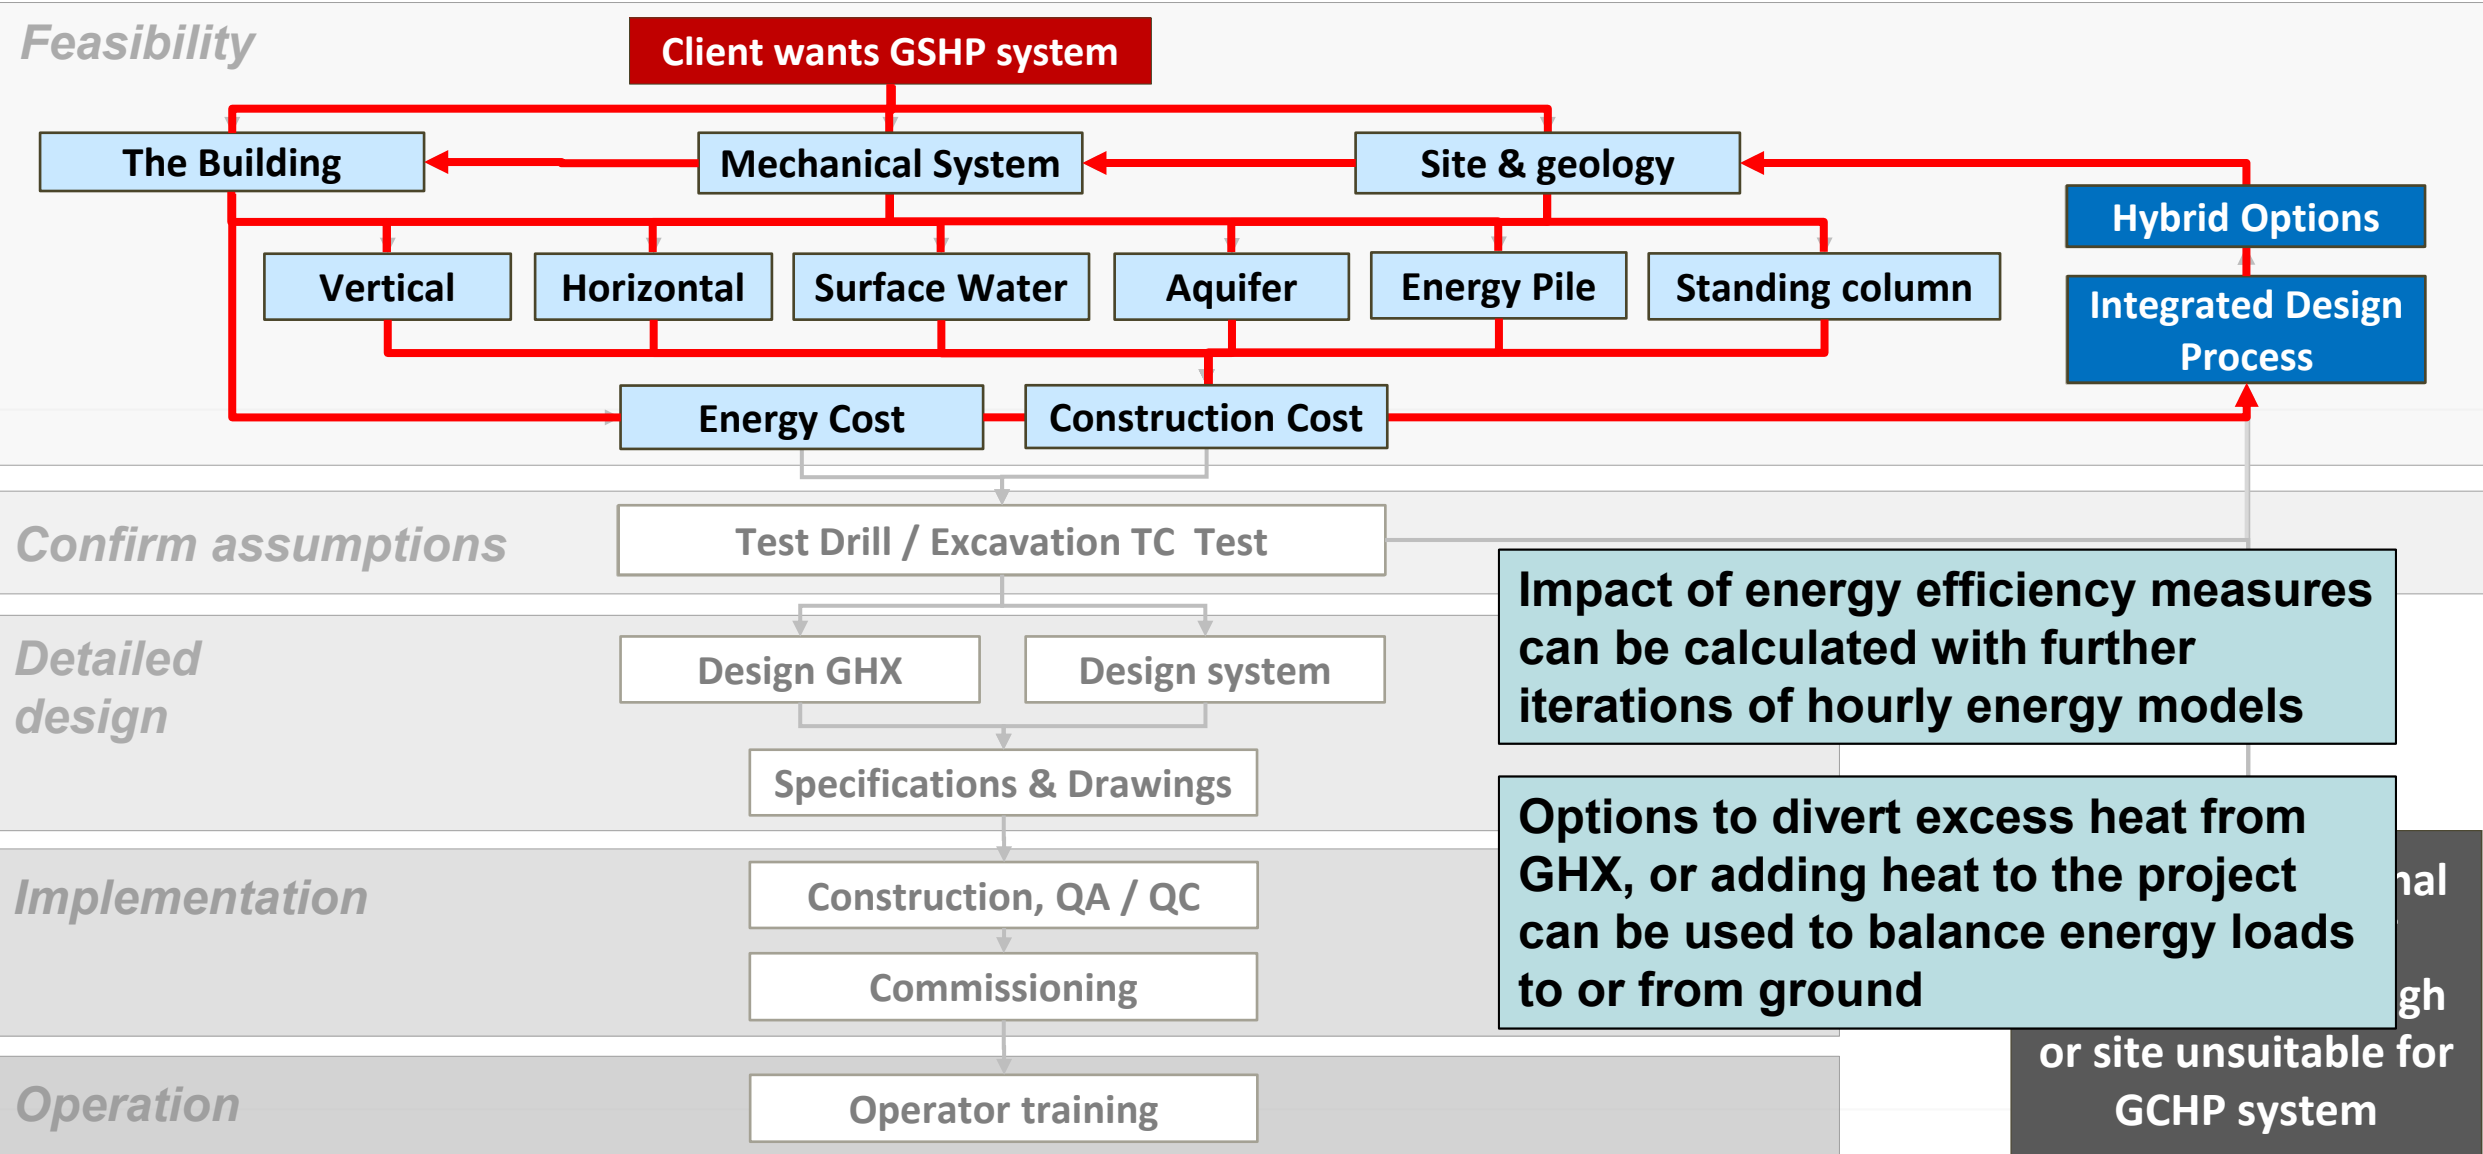 Feasibility
Client wants GSHP system
The Building
Mechanical System
Site & geology
Hybrid Options
Vertical
Horizontal
Surface Water
Aquifer
Energy Pile
Standing column
Integrated Design
Process
Energy Cost
Construction Cost
Confirm assumptions
Test Drill / Excavation TC  Test
Impact of energy efficiency measures
can be calculated with further
iterations of hourly energy models
Detailed
design
Design GHX
Design system
Specifications & Drawings
Options to divert excess heat from
GHX, or adding heat to the project
can be used to balance energy loads
to or from ground
Implementation
Construction, QA / QC
Commissioning
or site unsuitable for
GCHP system
Operation
Operator training